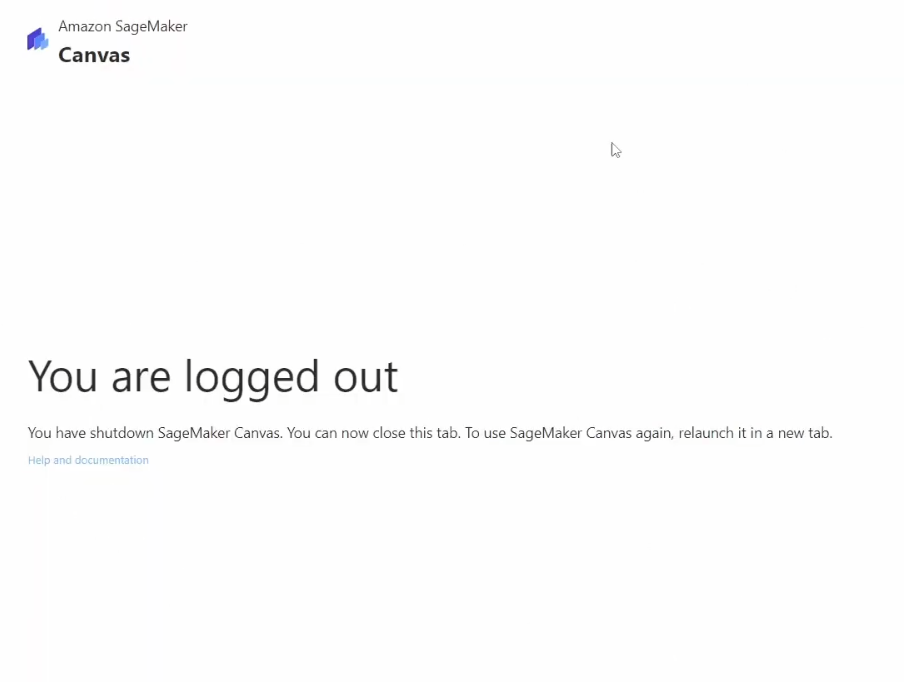 Amazon SageMaker
Canvas
You are logged out
You have shutdown SageMaker Canvas. You can now close this tab. To use SageMaker Canvas again, relaunch it in a new tab.
Help and documentation